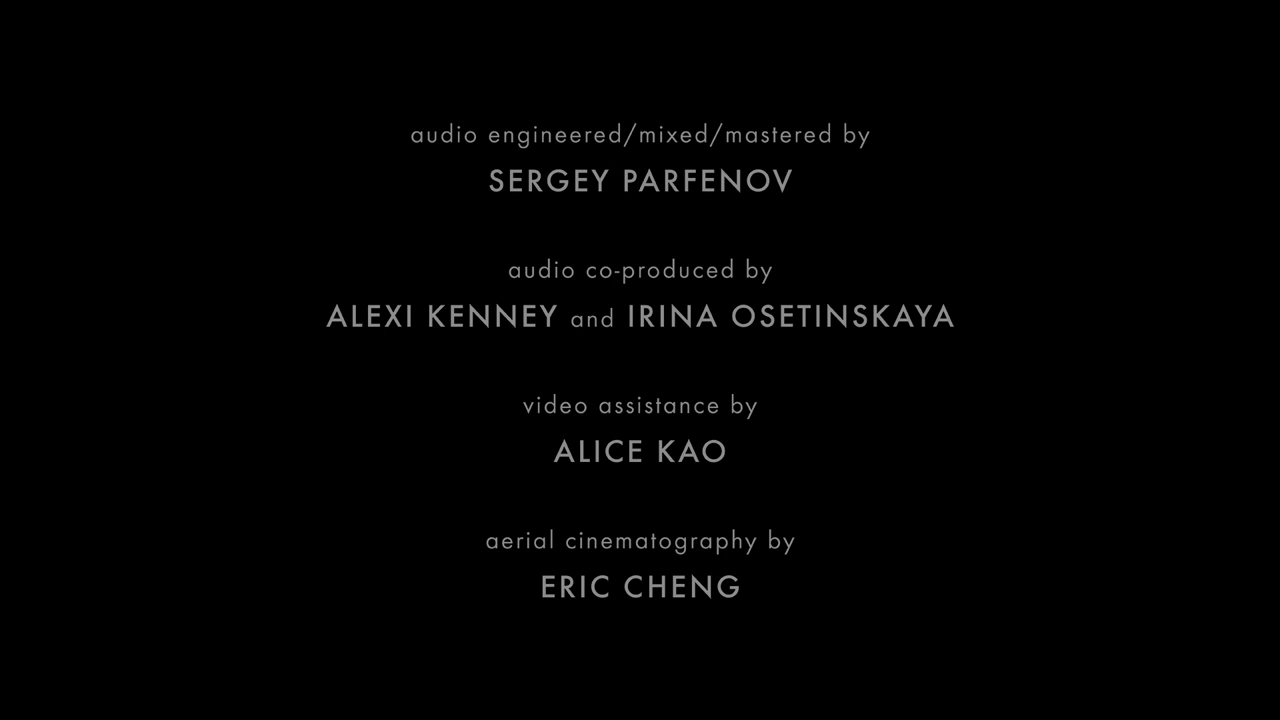 audio engineered/mixed/mastered by
SERGEY PARFENOV
audio co-produced by
ALEXI KENNEY and IRINA OSETINSKAYA
video assistance by
ALICE KAO
aerial cinematography by
ERIC CHENG